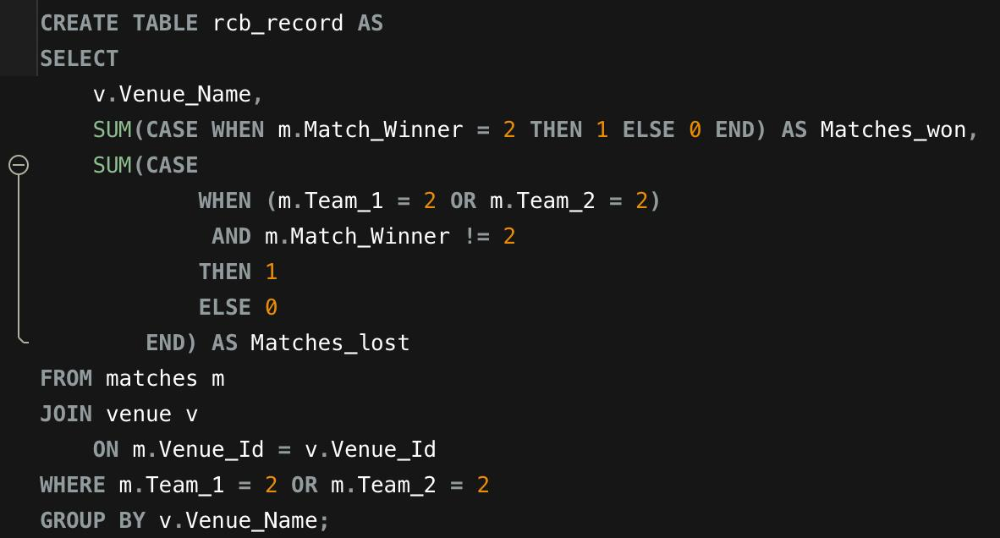 CREATE TABLE rcb_record AS
SELECT
    v.Venue_Name,
    SUM(CASE WHEN m.Match_Winner = 2 THEN 1 ELSE 0 END) AS Matches_won,
    SUM(CASE
            WHEN (m.Team_1 = 2 OR m.Team_2 = 2)
             AND m.Match_Winner != 2
            THEN 1
            ELSE 0
        END) AS Matches_lost
FROM matches m
JOIN venue v
    ON m.Venue_Id = v.Venue_Id
WHERE m.Team_1 = 2 OR m.Team_2 = 2
GROUP BY v.Venue_Name;